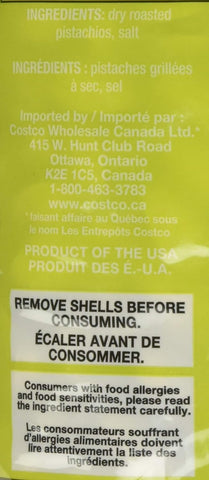 INGREDIENTS: dry roasted
pistachios, salt
INGRÉDIENTS : pistaches grillées
à sec, sel
Imported by / Importé par :
Costco Wholesale Canada Ltd.*
415 W. Hunt Club Road
Ottawa, Ontario
K2E 1C5, Canada
1-800-463-3783
www.costco.ca
*faisant affaire au Québec sous
le nom Les Entrepôts Costco
PRODUCT OF THE USA
PRODUIT DES É.-U.A.
REMOVE SHELLS BEFORE
CONSUMING.
ÉCALER AVANT DE
CONSOMMER.
Consumers with food allergies
and food sensitivities, please read
the ingredient statement carefully.
Les consommateurs souffrant
d'allergies alimentaires doivent
lire attentivement la liste des
ingrédients.